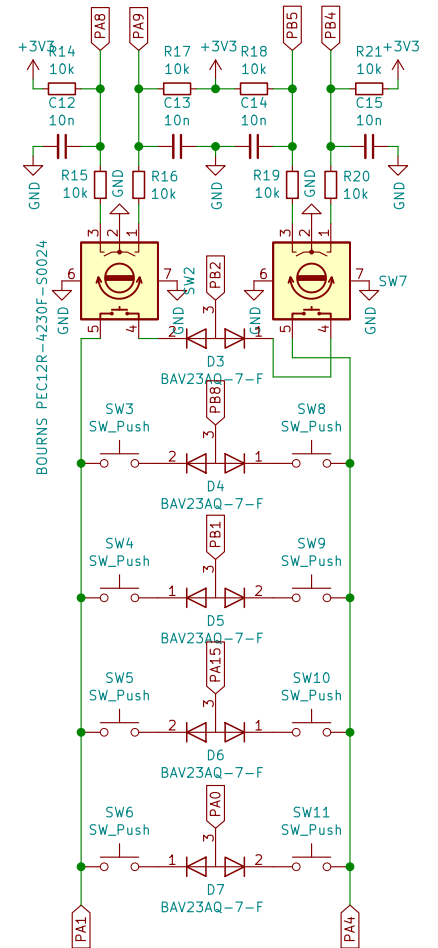 PA8
PA9
PB5
PB4
+3V3
R14
10k
R17
10k
+3V3
R18
10k
R21
10k
+3V3
C12
10n
C13
10n
C14
10n
C15
10n
GND
R15
10k
R16
10k
GND
GND
R19
10k
GND
R20
10k
GND
3
2
1
3
2
1
6
7
SW2
6
7
SW7
GND
GND
PB2
GND
GND
5
4
5
4
3
2
1
D3
BAV23AQ-7-F
BOURNS PEC12R-4230F-S0024
PB8
SW3
SW_Push
3
SW8
SW_Push
2
1
D4
BAV23AQ-7-F
PB1
SW4
SW_Push
3
SW9
SW_Push
1
2
D5
BAV23AQ-7-F
PA15
SW5
SW_Push
3
SW10
SW_Push
2
1
D6
BAV23AQ-7-F
PA0
SW6
SW_Push
3
SW11
SW_Push
1
2
D7
BAV23AQ-7-F
PA1
PA4